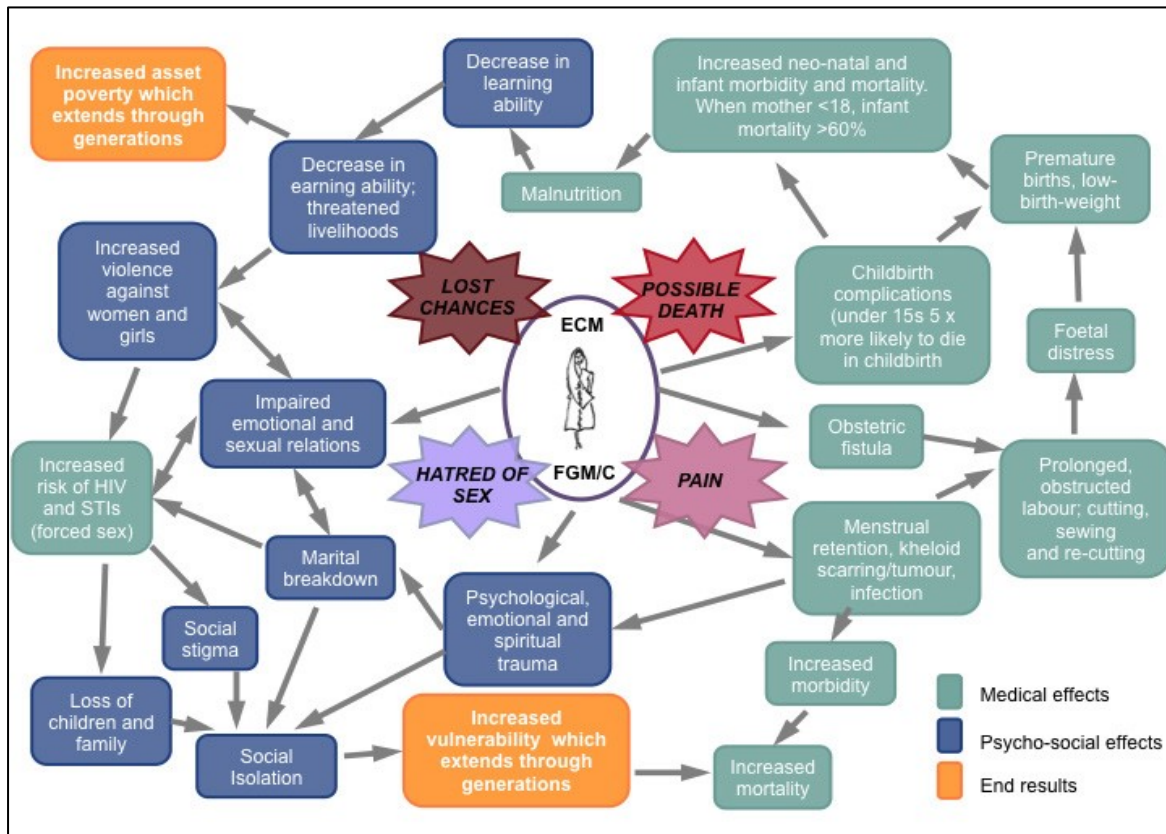 Increased asset
poverty which
extends through
generations
Decrease in
learning
ability
Increased neo-natal and
infant morbidity and mortality.
When mother <18, infant
mortality >60%
Decrease in
earning ability;
threatened
livelihoods
Malnutrition
Premature
births, low-
birth-weight
Increased
violence
against
women and
girls
LOST
CHANCES
POSSIBLE
DEATH
ECM
Childbirth
complications
(under 15s 5 x
more likely to die
in childbirth
Foetal
distress
Impaired
emotional and
sexual relations
Obstetric
fistula
Increased
risk of HIV
and STIs
(forced sex)
HATRED OF
SEX
FGM/C
PAIN
Prolonged,
obstructed
labour; cutting,
sewing
and re-cutting
Marital
breakdown
Menstrual
retention, kheloid
scarring/tumour,
infection
Psychological,
emotional and
spiritual
trauma
Social
stigma
Increased
morbidity
Loss of
children and
family
Social
Isolation
Increased
vulnerability which
extends through
generations
Increased
mortality
Medical effects
Psycho-social effects
End results